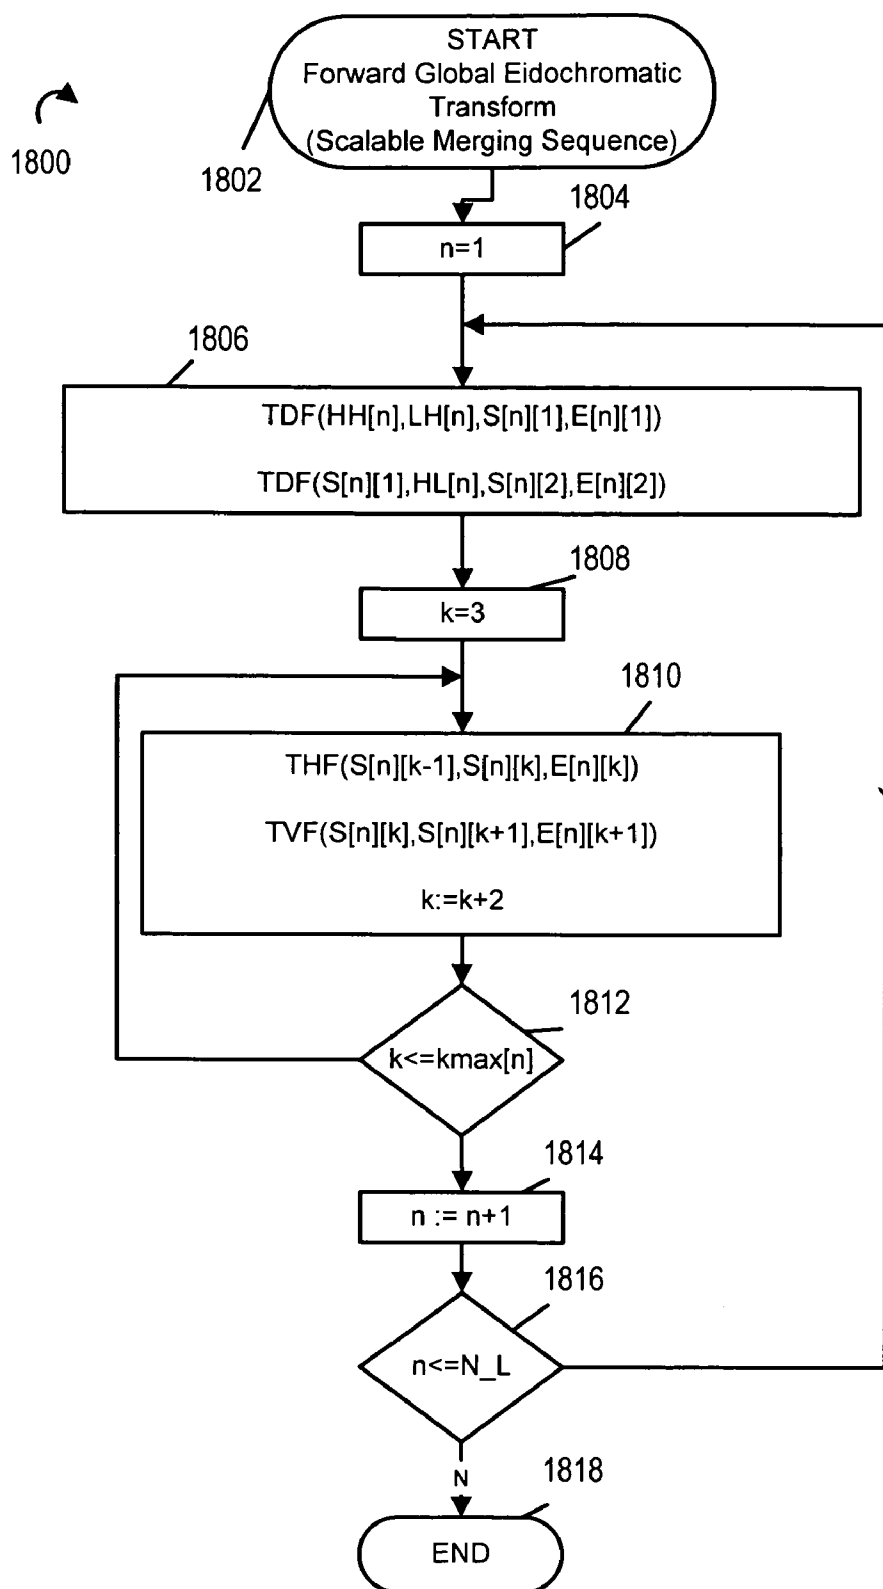 START
Forward Global Eidochromatic
Transform
(Scalable Merging Sequence)
1800
1802
1804
n=1
1806
TDF(HH[n],LH[n],S[n][1],E[n][1])
TDF(S[n][1],HL[n],S[n][2],E[n][2])
1808
k=3
1810
THF(S[n][k-1],S[n][k],E[n][k])
TVF(S[n][k],S[n][k+1],E[n][k+1])
k:=k+2
1812
k<=kmax[n]
1814
n := n+1
1816
n<=N_L
N
1818
END